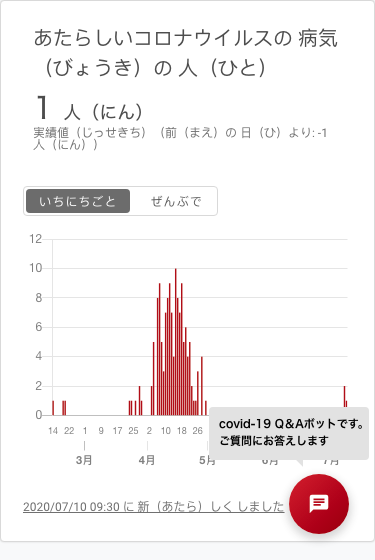 あたらしいコロナウイルスの 病気
（びょうき）の 人（ひと）
1 人（にん）
実績値（じっせきち）（前（まえ）の 日（ひ）より: -1
人（にん））
いちにちごと ぜんぶで
12
10
8
6
4
2
0
14 22 1 9 17 25 2 10 18 26
3月 4月 5月 6月 7月
covid-19 Q&Aボットです。
ご質問にお答えします
2020/07/10 09:30 に 新（あたら）しく しました